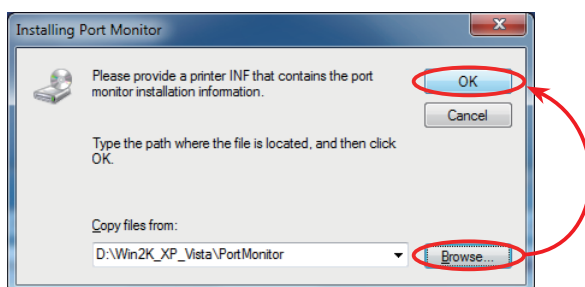 Installing Port Monitor
Please provide a printer INF that contains the port
monitor installation information.
OK
Cancel
Type the path where the file is located, and then click
OK.
Copy files from:
D:\Win2K_XP_Vista\PortMonitor
Browse...